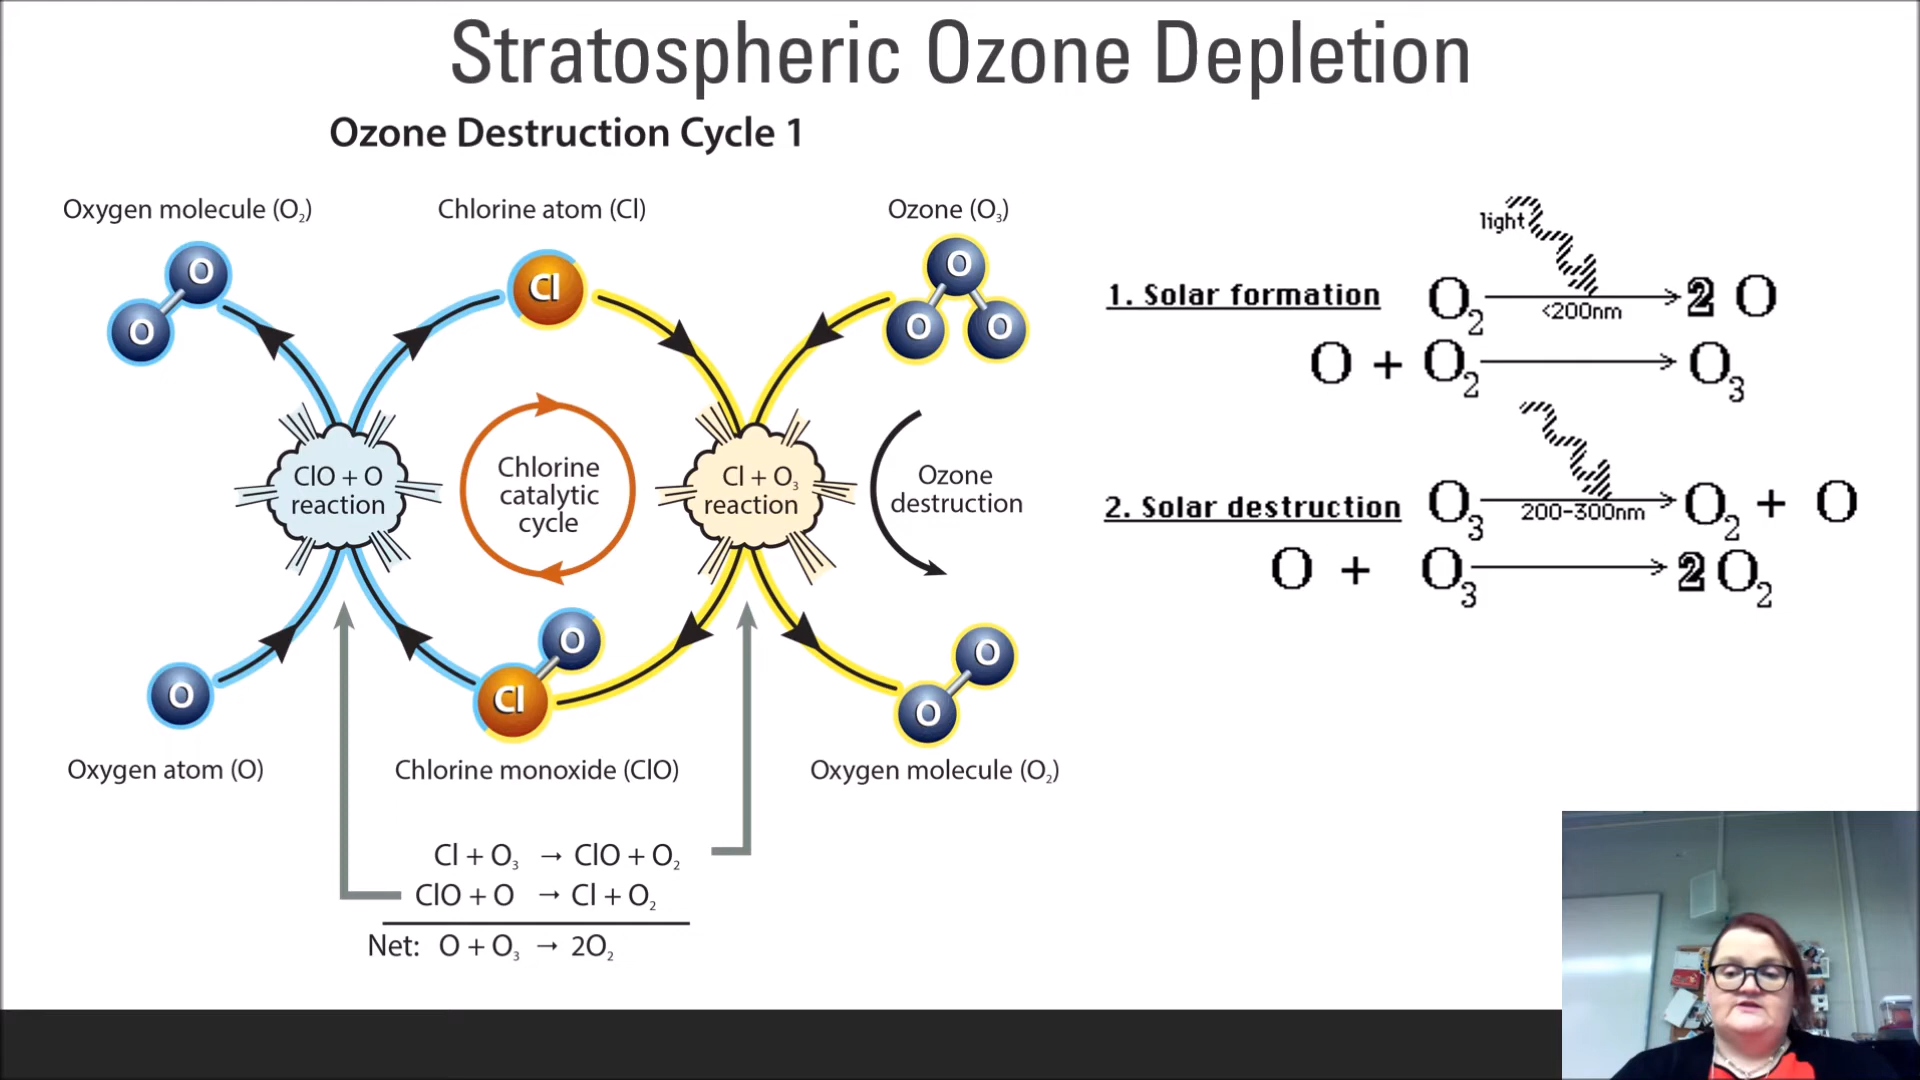 Stratospheric Ozone Depletion
Ozone Destruction Cycle 1
Oxygen molecule (O₂)
Chlorine atom (Cl)
Ozone (O₃)
O
O
Cl
O
O
O
ClO + O
reaction
Chlorine
catalytic
cycle
Cl + O₃
reaction
Ozone
destruction
O
Cl
O
O
O
Oxygen atom (O)
Chlorine monoxide (ClO)
Oxygen molecule (O₂)
Cl + O₃ → ClO + O₂
ClO + O → Cl + O₂
Net: O + O₃ → 2O₂
light
1. Solar formation O₂ → 2 O
<200nm
O + O₂ → O₃
2. Solar destruction O₃ → O₂ + O
200-300nm
O + O₃ → 2 O₂